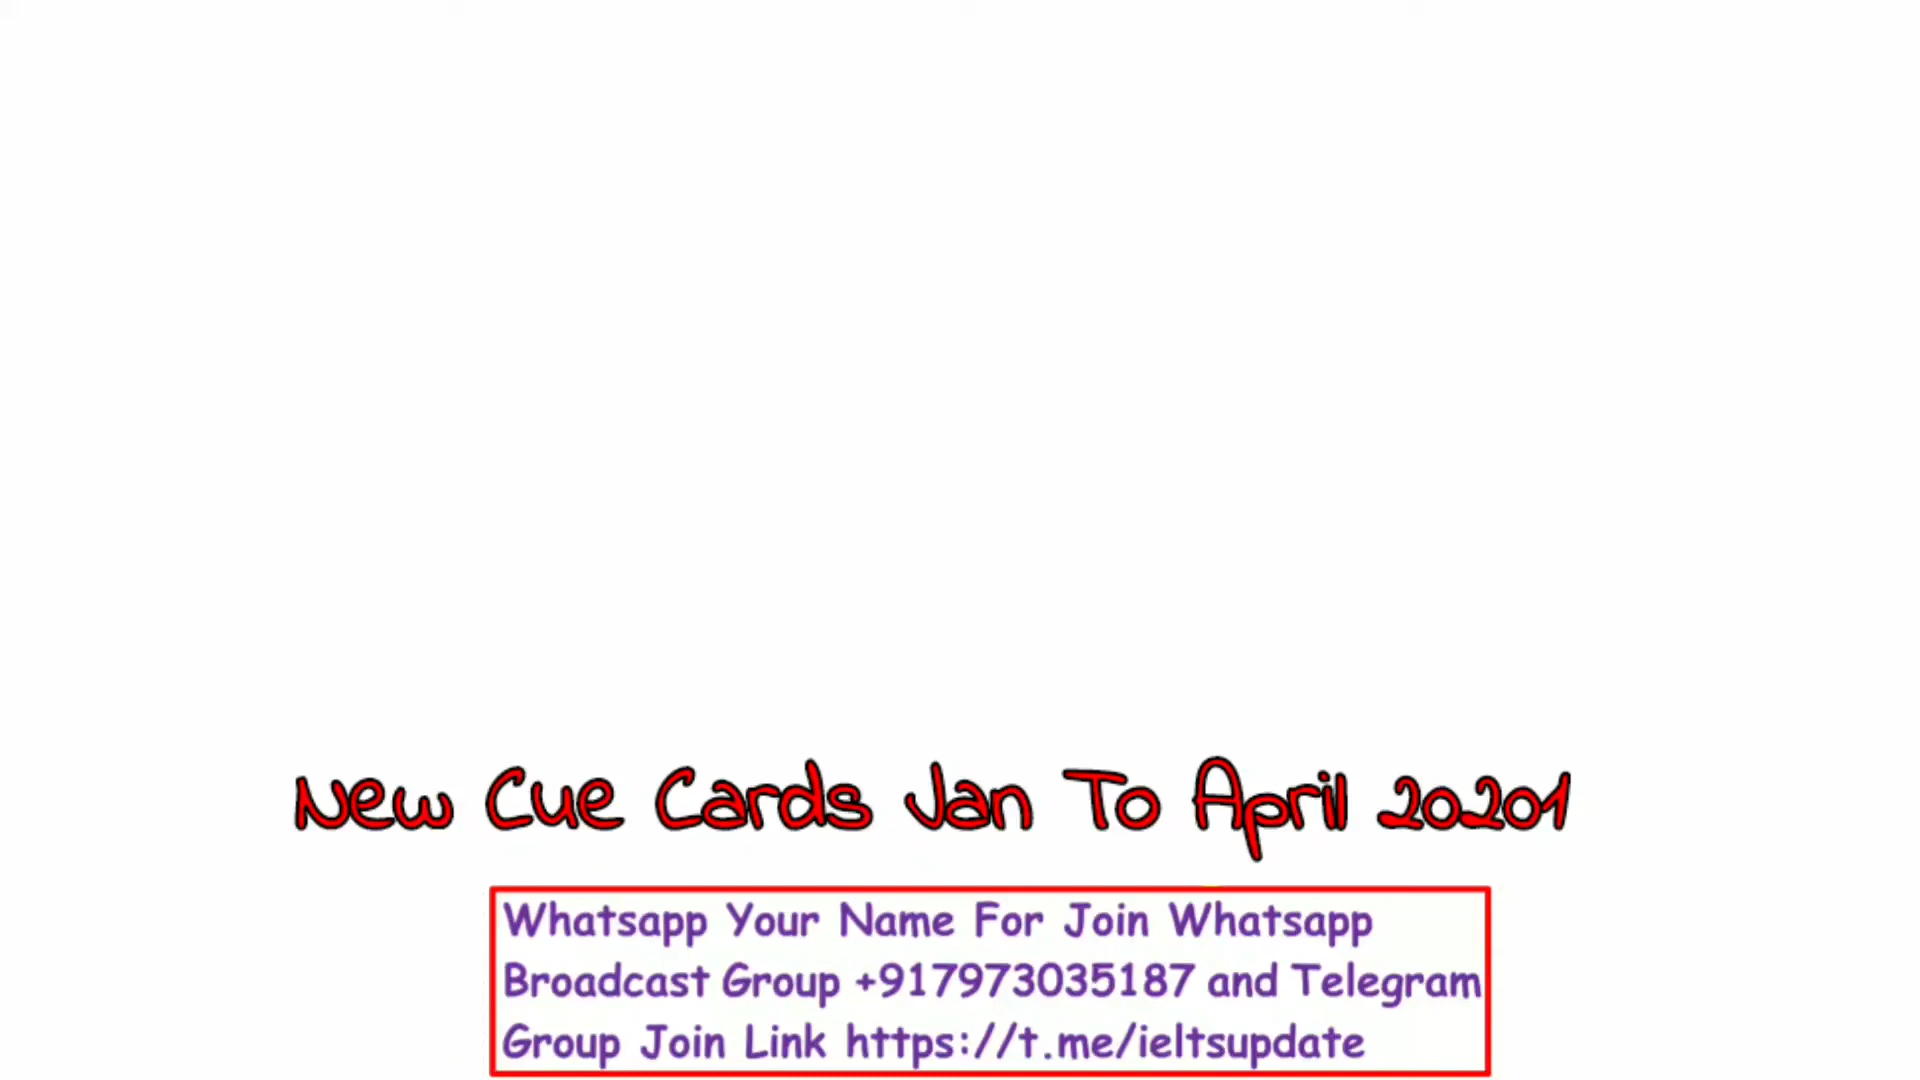 New Cue Cards Jan To April 20201
Whatsapp Your Name For Join Whatsapp
Broadcast Group +917973035187 and Telegram
Group Join Link https://t.me/ieltsupdate